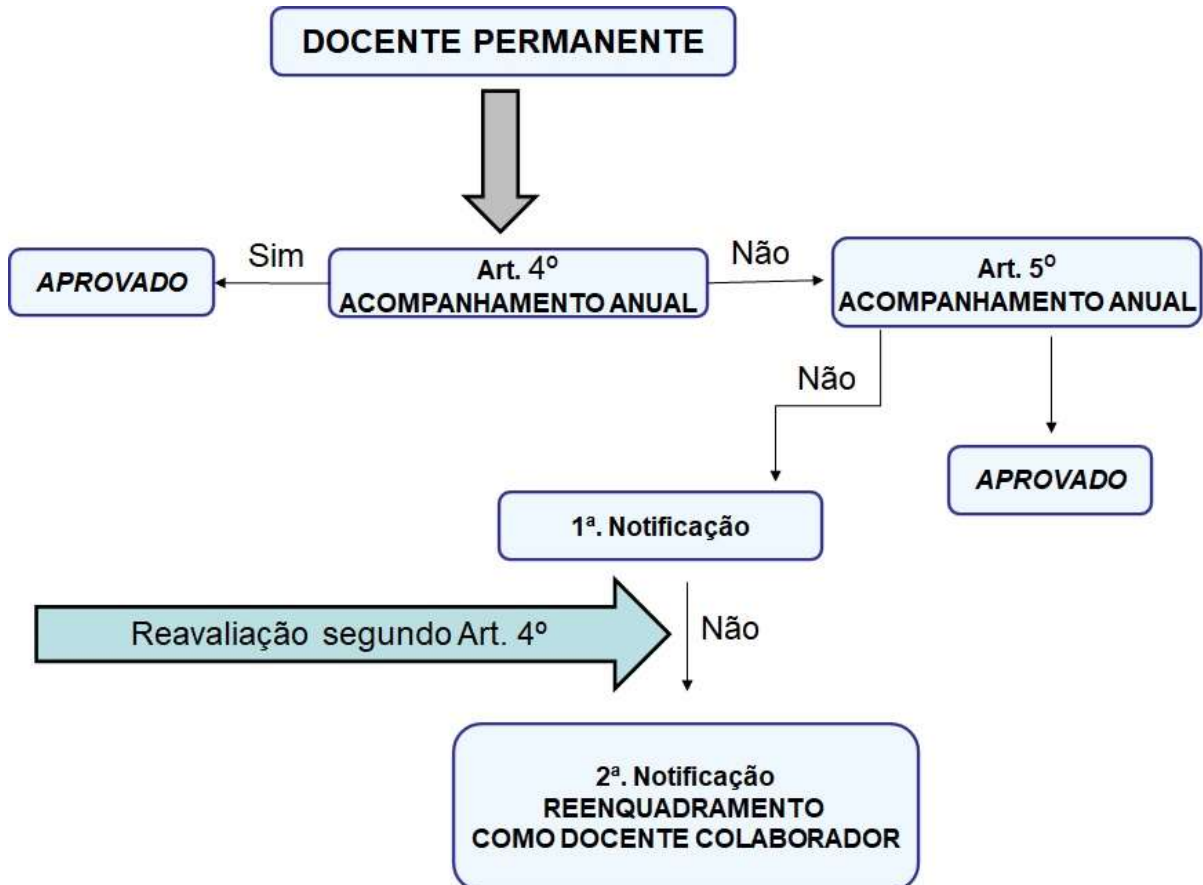 DOCENTE PERMANENTE
Sim
Não
APROVADO
Art. 4º
ACOMPANHAMENTO ANUAL
Art. 5º
ACOMPANHAMENTO ANUAL
Não
APROVADO
1ª. Notificação
Reavaliação segundo Art. 4º
Não
2ª. Notificação
REENQUADRAMENTO
COMO DOCENTE COLABORADOR